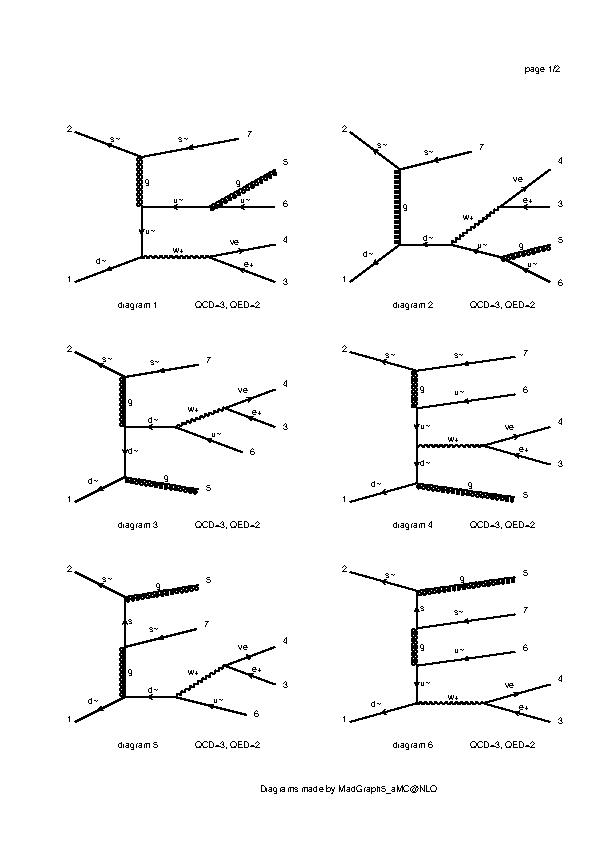 page 1/2
2 s~ s~ 7
g g 5
u~ u~ 6
u~
d~ w+ ve 4
1 e+ 3
diagram 1 QCD=3, QED=2
2 s~ s~ 7
4
ve
g w+ e+ 3
d~ u~ g 5
d~ u~
1 6
diagram 2 QCD=3, QED=2
2 s~ s~ 7
g ve 4
w+ e+
d~ 3
d~ u~ 6
d~ g
1 5
diagram 3 QCD=3, QED=2
2 s~ s~ 7
g u~ 6
u~ ve 4
w+ e+
d~ 3
d~ g 5
1
diagram 4 QCD=3, QED=2
2 s~ g 5
s s~ 7
ve 4
g w+ e+
d~ d~ 3
u~
1 6
diagram 5 QCD=3, QED=2
2 s~ g 5
s s~ 7
g u~ 6
u~
d~ w+ ve 4
1 e+ 3
diagram 6 QCD=3, QED=2
Diagrams made by MadGraph5_aMC@NLO